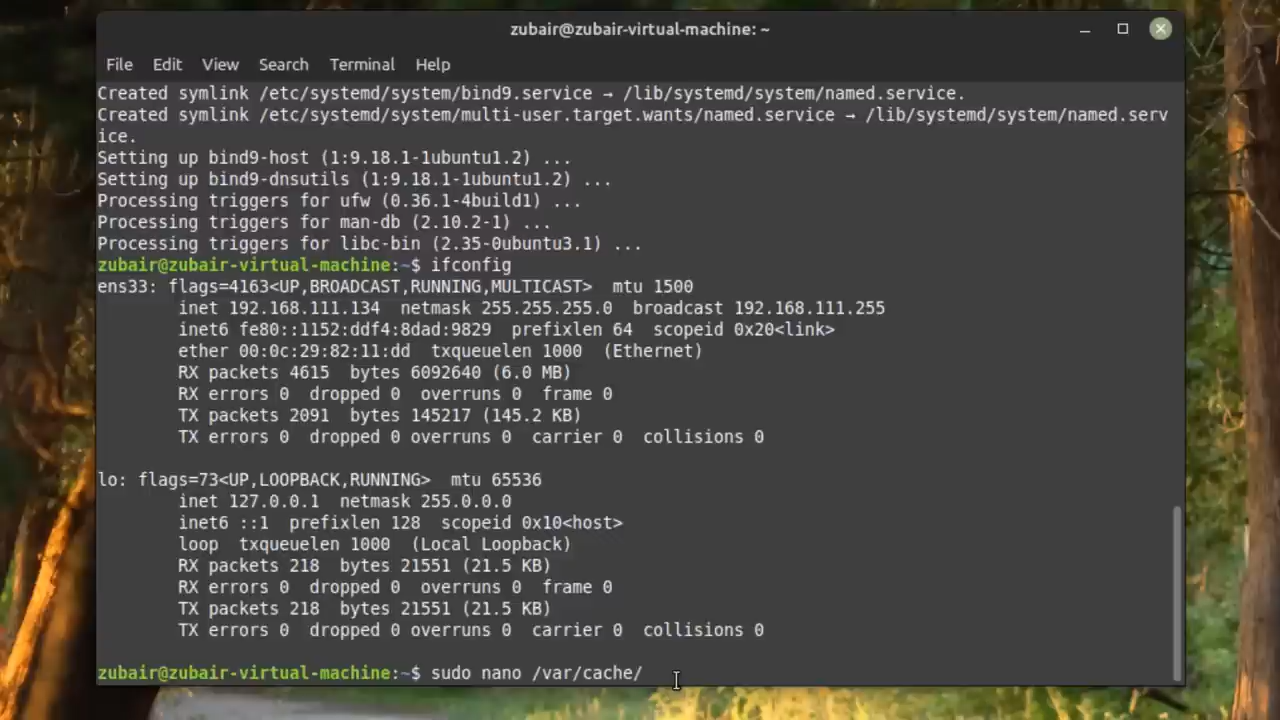 zubair@zubair-virtual-machine: ~
File Edit View Search Terminal Help
Created symlink /etc/systemd/system/bind9.service → /lib/systemd/system/named.service.
Created symlink /etc/systemd/system/multi-user.target.wants/named.service → /lib/systemd/system/named.serv
ice.
Setting up bind9-host (1:9.18.1-1ubuntu1.2) ...
Setting up bind9-dnsutils (1:9.18.1-1ubuntu1.2) ...
Processing triggers for ufw (0.36.1-4build1) ...
Processing triggers for man-db (2.10.2-1) ...
Processing triggers for libc-bin (2.35-0ubuntu3.1) ...
zubair@zubair-virtual-machine:~$ ifconfig
ens33: flags=4163<UP,BROADCAST,RUNNING,MULTICAST>  mtu 1500
        inet 192.168.111.134  netmask 255.255.255.0  broadcast 192.168.111.255
        inet6 fe80::1152:ddf4:8dad:9829  prefixlen 64  scopeid 0x20<link>
        ether 00:0c:29:82:11:dd  txqueuelen 1000  (Ethernet)
        RX packets 4615  bytes 6092640 (6.0 MB)
        RX errors 0  dropped 0  overruns 0  frame 0
        TX packets 2091  bytes 145217 (145.2 KB)
        TX errors 0  dropped 0 overruns 0  carrier 0  collisions 0

lo: flags=73<UP,LOOPBACK,RUNNING>  mtu 65536
        inet 127.0.0.1  netmask 255.0.0.0
        inet6 ::1  prefixlen 128  scopeid 0x10<host>
        loop  txqueuelen 1000  (Local Loopback)
        RX packets 218  bytes 21551 (21.5 KB)
        RX errors 0  dropped 0  overruns 0  frame 0
        TX packets 218  bytes 21551 (21.5 KB)
        TX errors 0  dropped 0 overruns 0  carrier 0  collisions 0

zubair@zubair-virtual-machine:~$ sudo nano /var/cache/